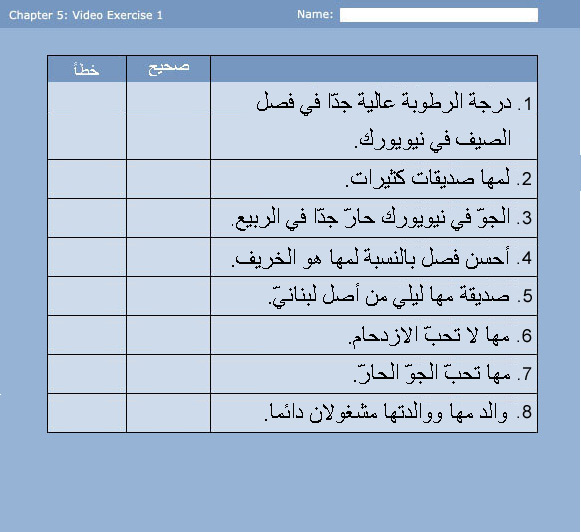 Chapter 5: Video Exercise 1
Name:
صحيح
خطأ
1. درجة الرطوبة عالية جدّا في فصل
الصيف في نيويورك.
2. لمها صديقات كثيرات.
3. الجوّ في نيويورك حارّ جدّا في الربيع.
4. أحسن فصل بالنسبة لمها هو الخريف.
5. صديقة مها ليلي من أصل لبنانيّ.
6. مها لا تحبّ الازدحام.
7. مها تحبّ الجوّ الحارّ.
8. والد مها ووالدتها مشغولان دائما.